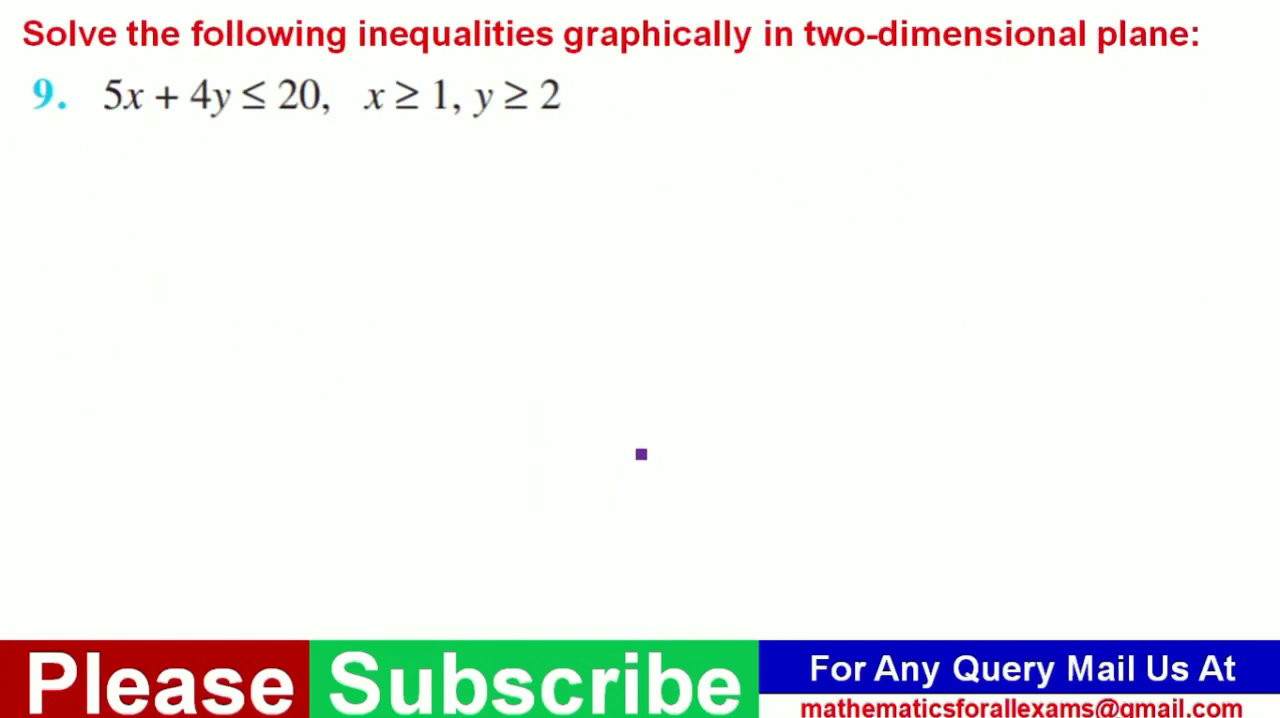 Solve the following inequalities graphically in two-dimensional plane:
9. 5x + 4y ≤ 20, x ≥ 1, y ≥ 2
Please Subscribe
For Any Query Mail Us At
mathematicsforallexams@gmail.com